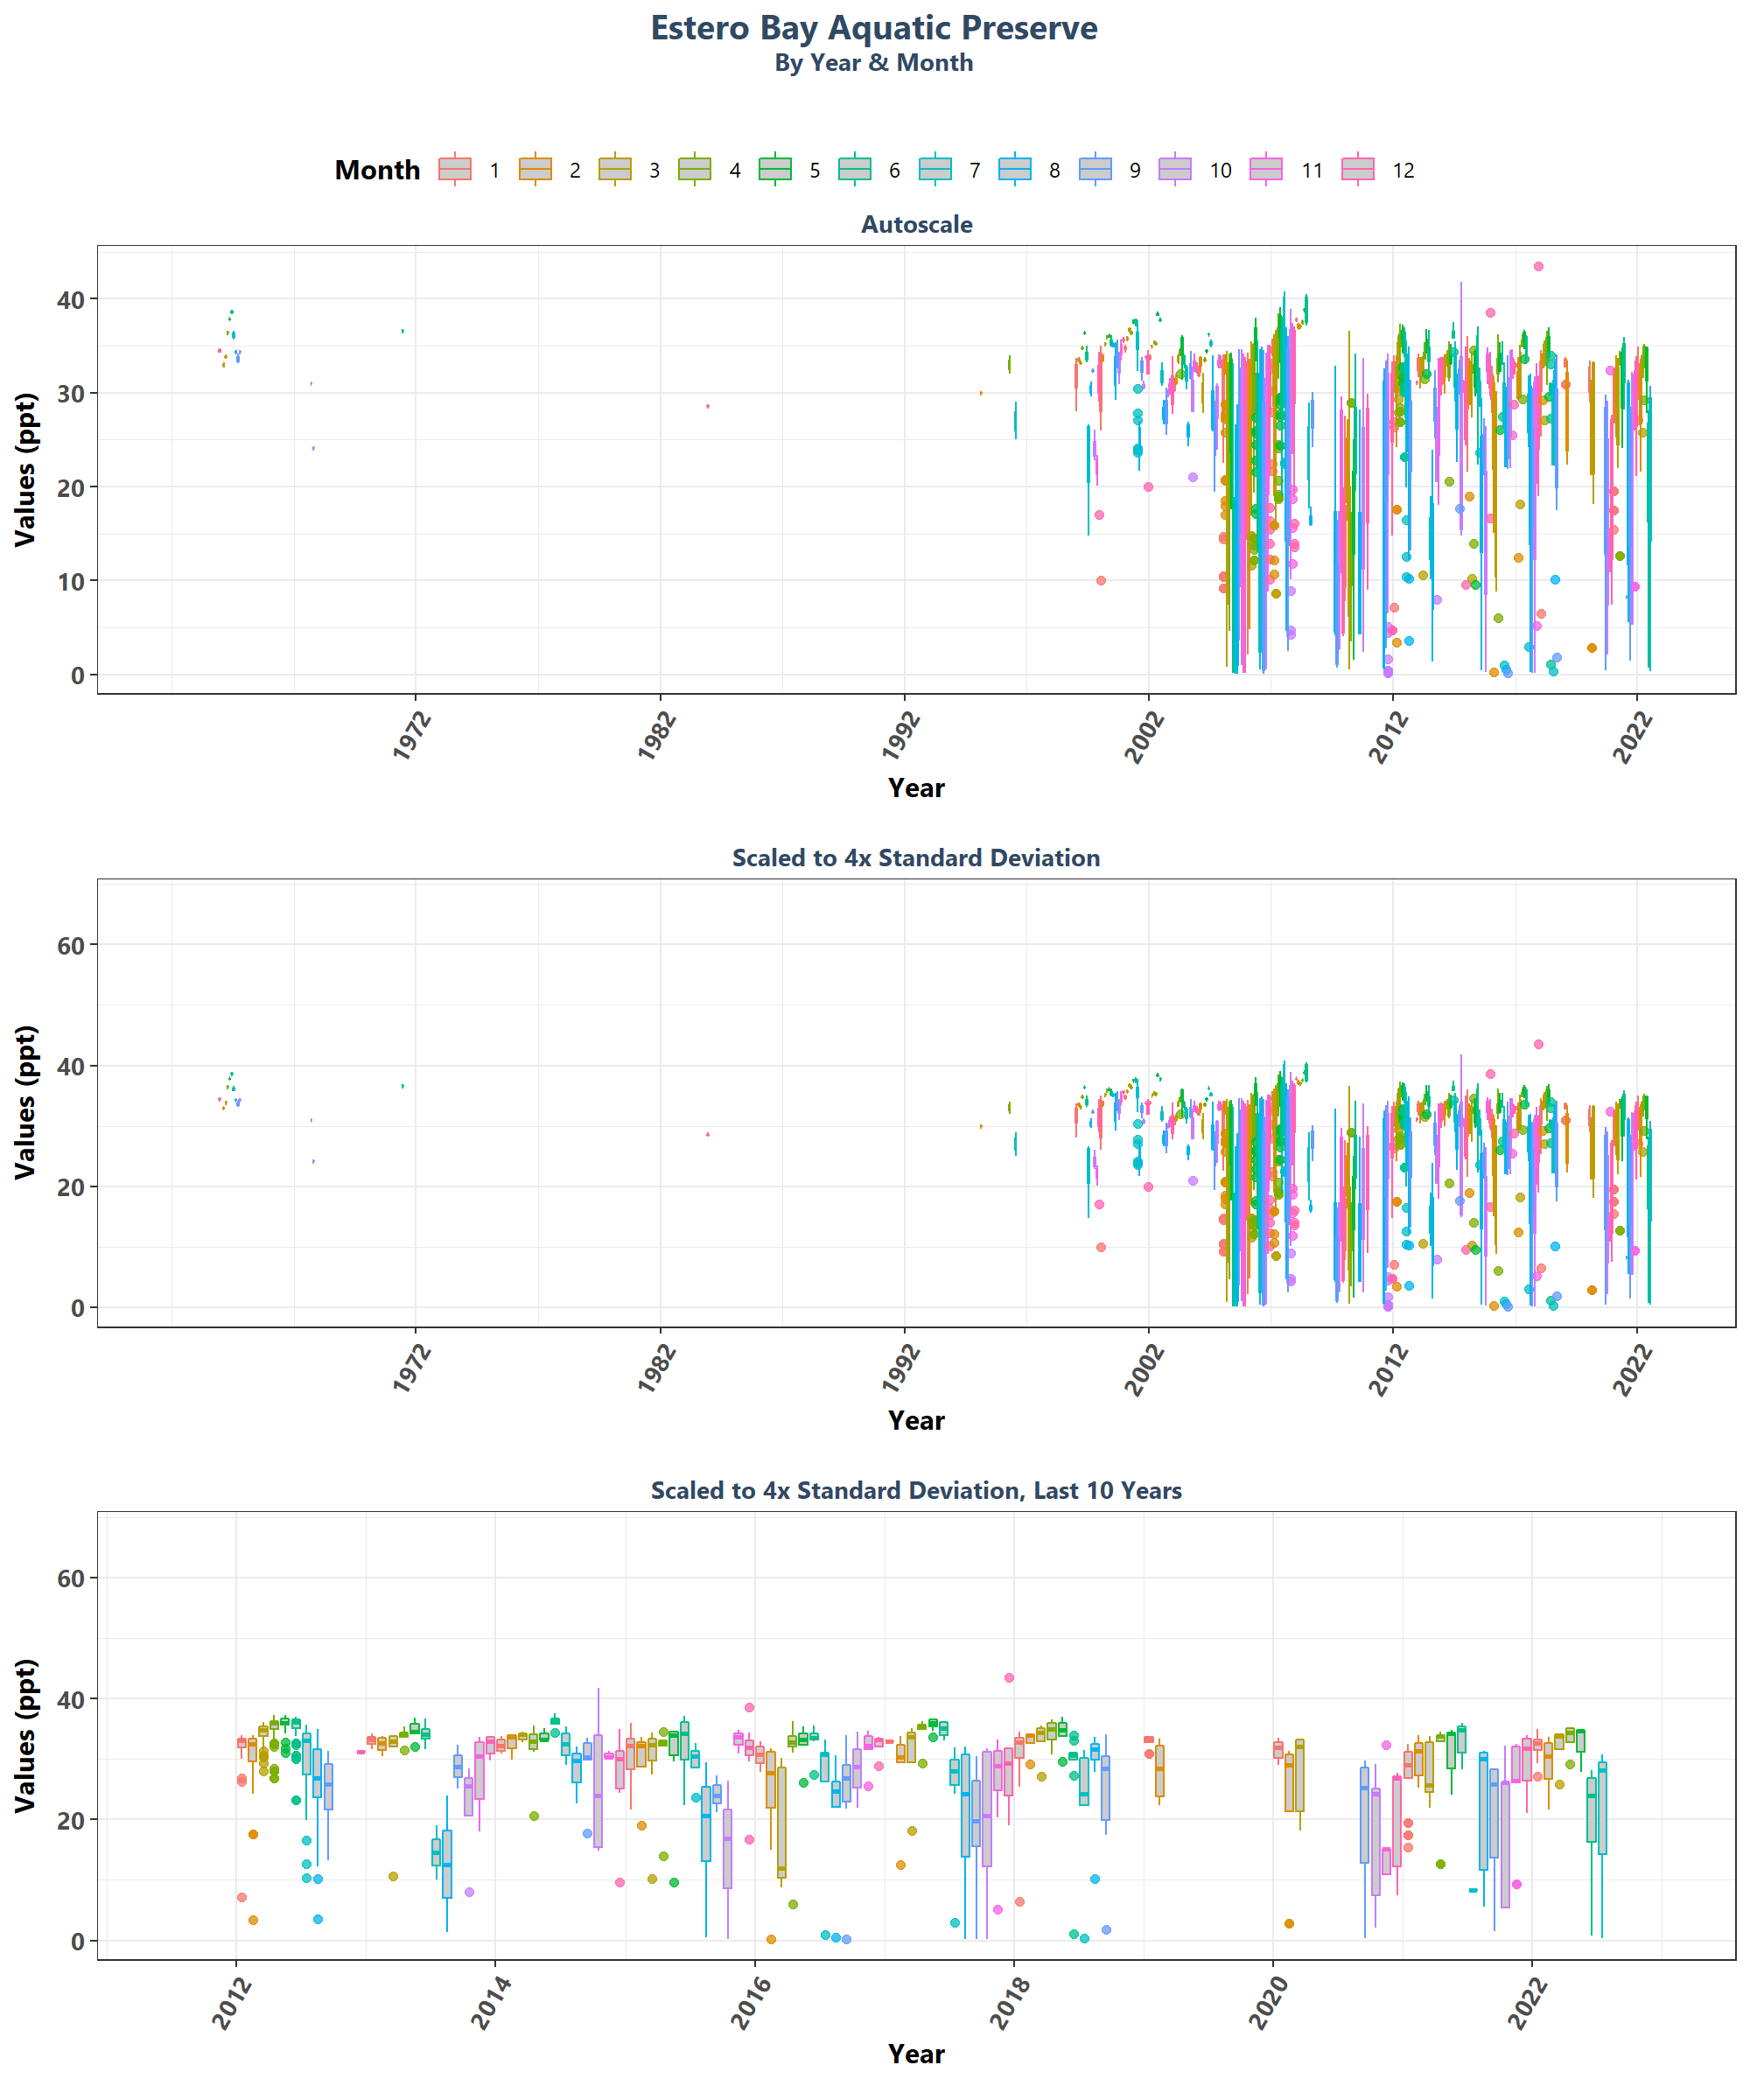 Estero Bay Aquatic Preserve
By Year & Month
Month 1 2 3 4 5 6 7 8 9 10 11 12
Autoscale
Values (ppt)
40
30
20
10
0
1972 1982 1992 2002 2012 2022
Year
Scaled to 4x Standard Deviation
Values (ppt)
60
40
20
0
1972 1982 1992 2002 2012 2022
Year
Scaled to 4x Standard Deviation, Last 10 Years
Values (ppt)
60
40
20
0
2012 2014 2016 2018 2020 2022
Year